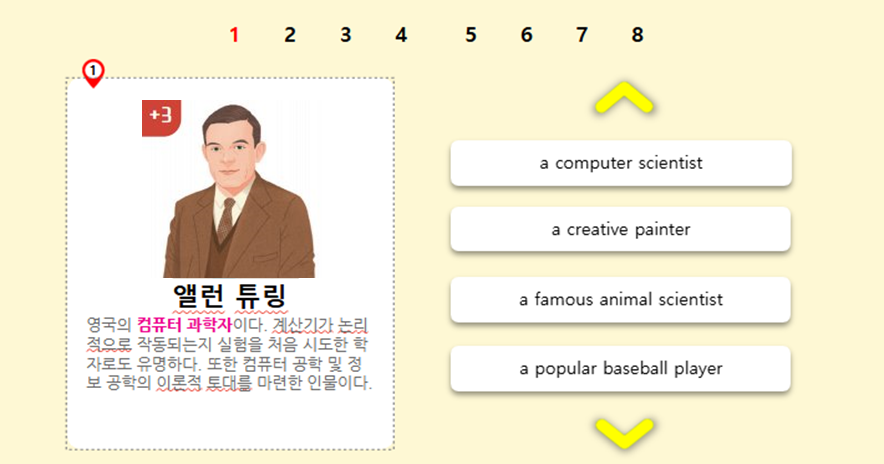 1 2 3 4 5 6 7 8
1
+3
앨런 튜링
영국의 컴퓨터 과학자이다. 계산기가 논리
적으로 작동되는지 실험을 처음 시도한 학
자로도 유명하다. 또한 컴퓨터 공학 및 정
보 공학의 이론적 토대를 마련한 인물이다.
a computer scientist
a creative painter
a famous animal scientist
a popular baseball player